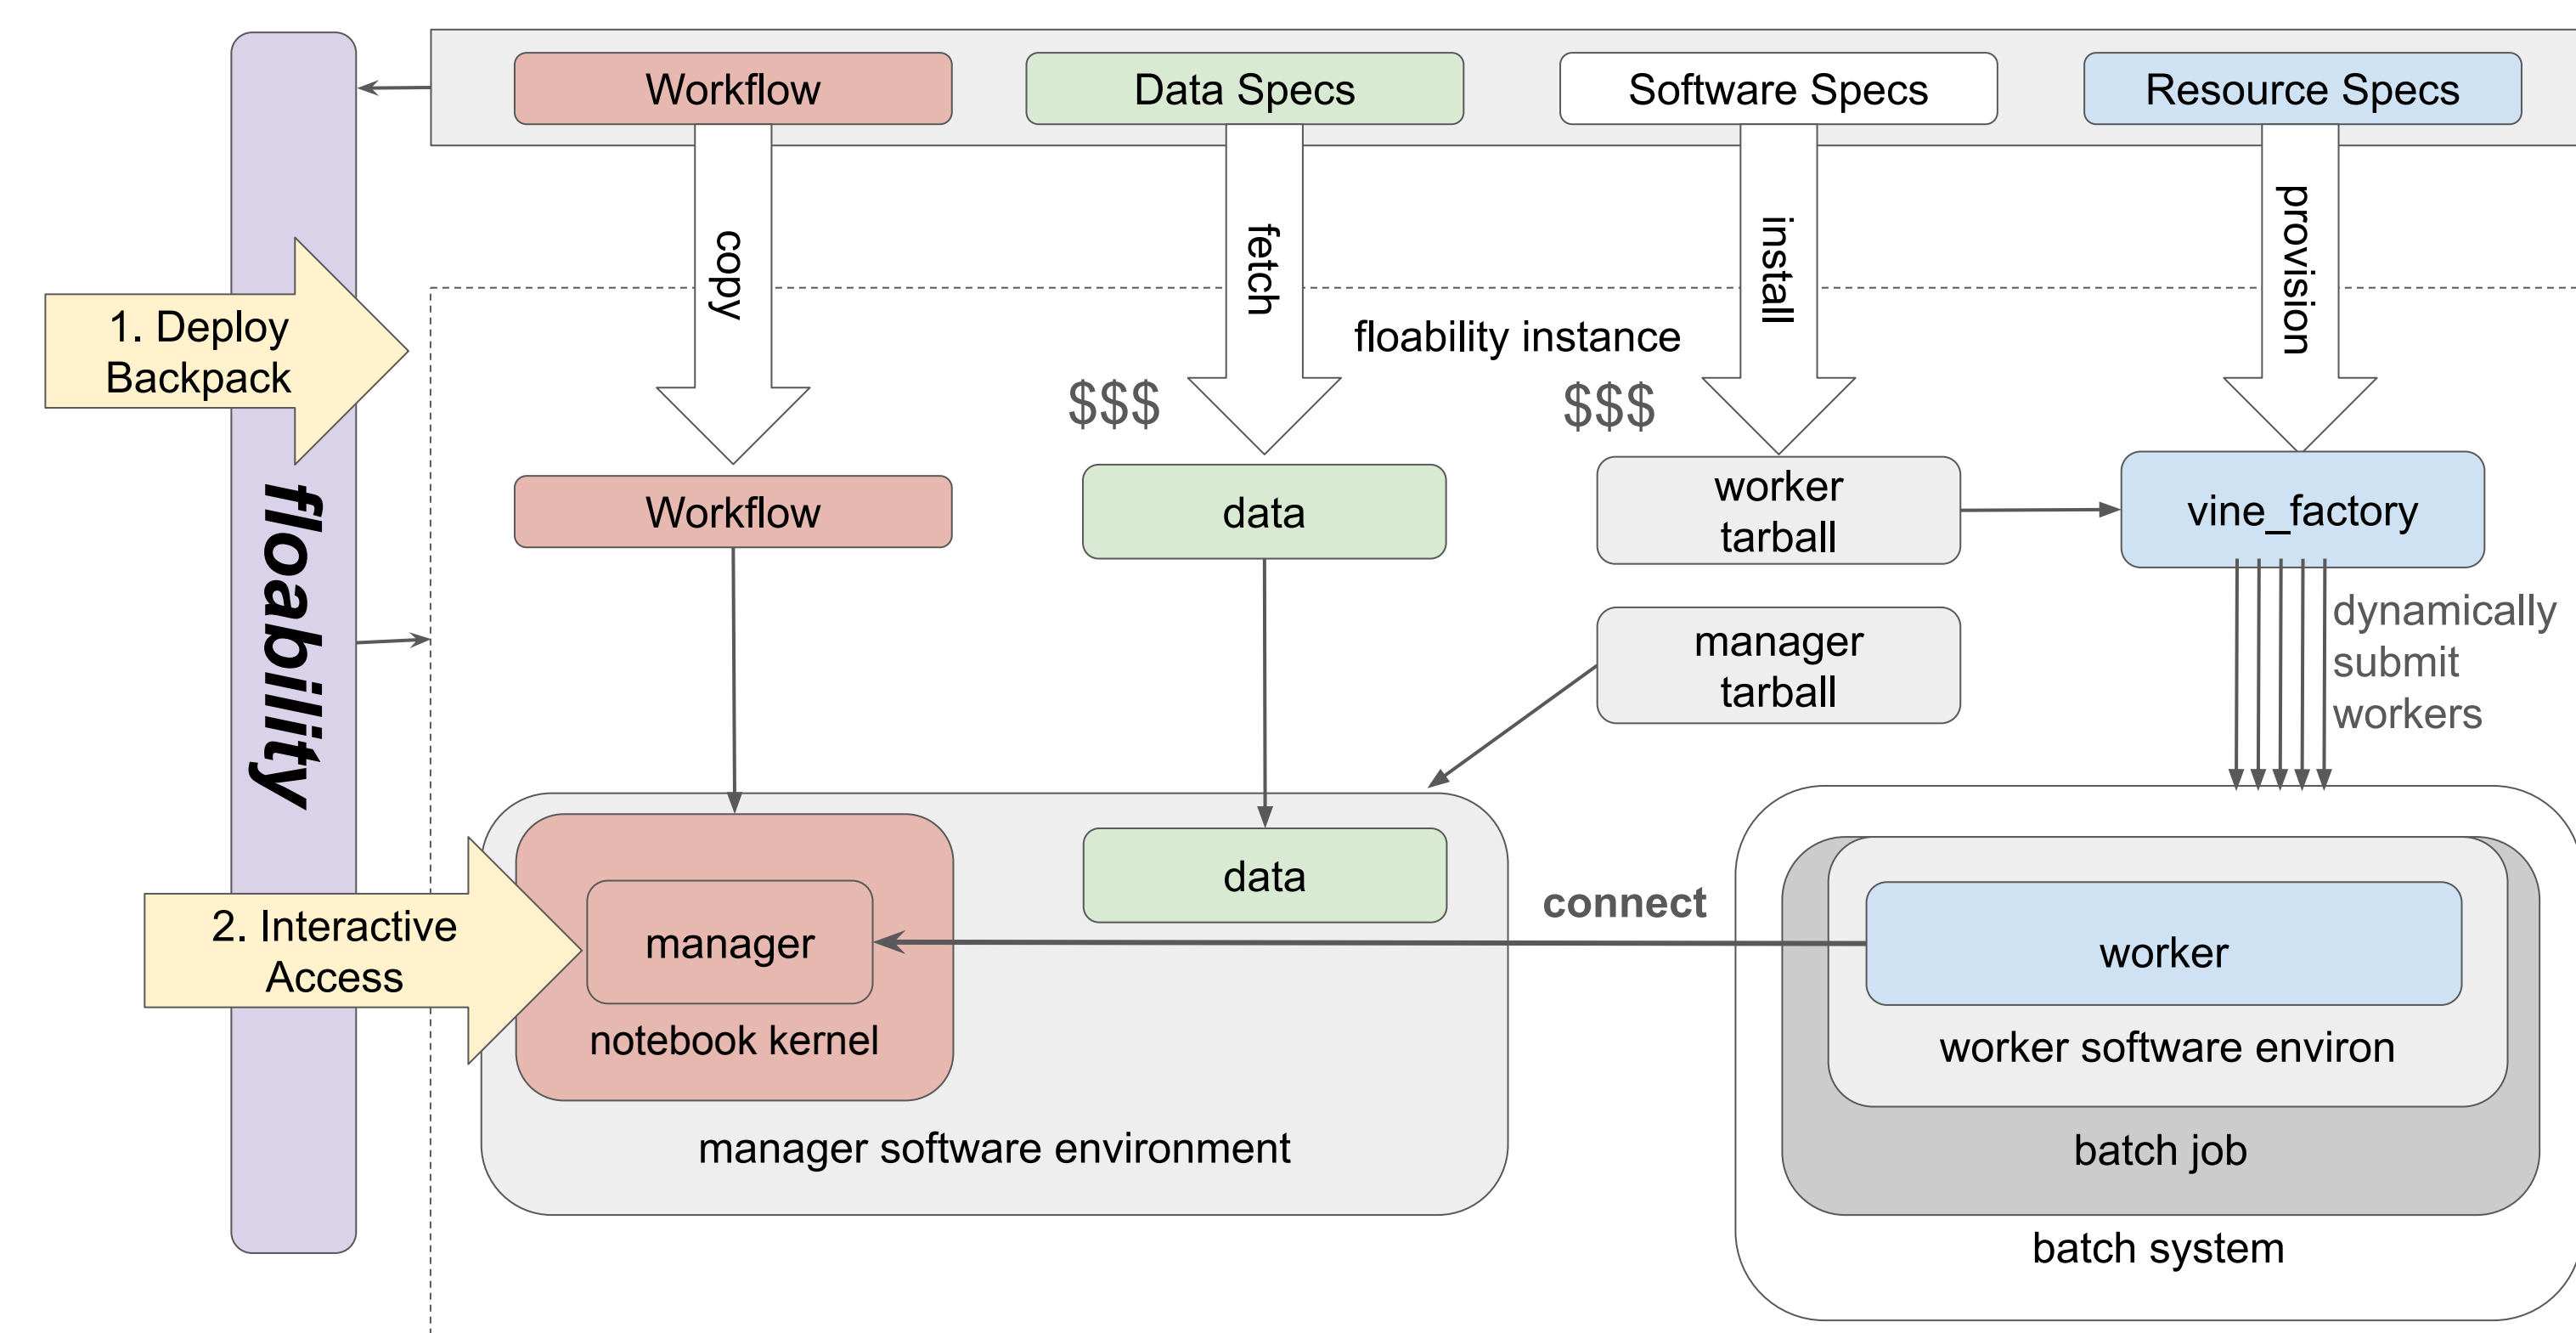 Workflow
Data Specs
Software Specs
Resource Specs
copy
fetch
install
provision
1. Deploy
Backpack
floability instance
$$$
$$$
floability
Workflow
data
worker
tarball
vine_factory
manager
tarball
dynamically
submit
workers
2. Interactive
Access
manager
notebook kernel
data
manager software environment
connect
worker
worker software environ
batch job
batch system